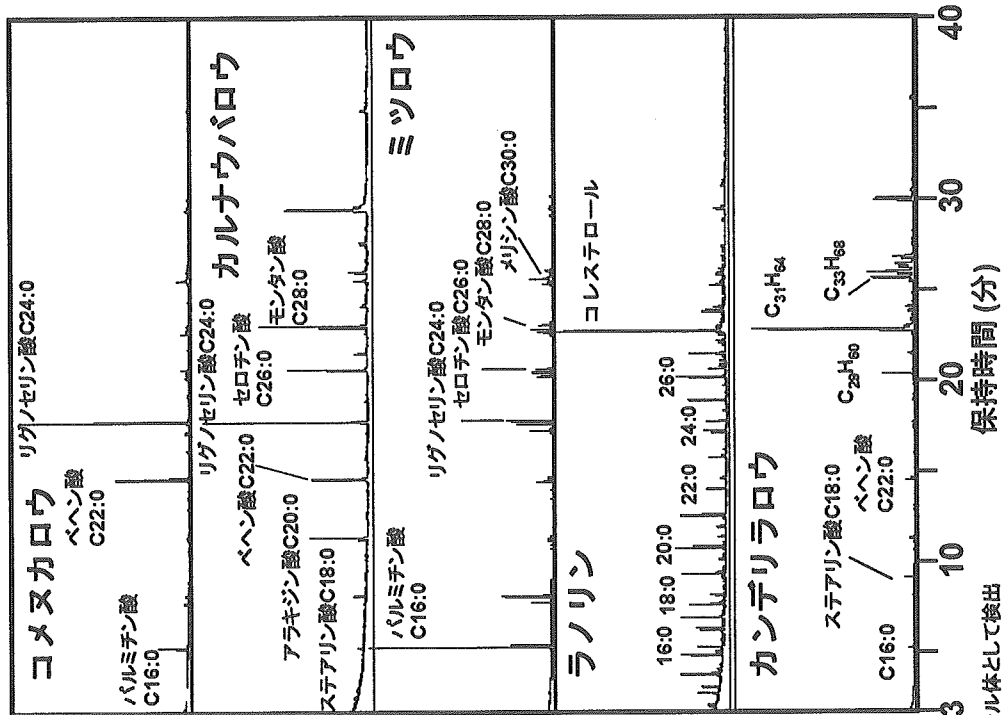 コメヌカロウ
パルミチン酸
C16:0
ベヘン酸
C22:0
リグノセリン酸C24:0
カルナウバロウ
ステアリン酸C18:0
アラキジン酸C20:0
ベヘン酸C22:0
リグノセリン酸C24:0
セロチン酸
C26:0
モンタン酸
C28:0
ミツロウ
パルミチン酸
C16:0
リグノセリン酸C24:0
セロチン酸C26:0
モンタン酸C28:0
メリシン酸C30:0
ラノリン
16:0
18:0
20:0
22:0
24:0
26:0
コレステロール
カンデリラロウ
C16:0
ステアリン酸C18:0
ベヘン酸
C22:0
C₂₉H₆₀
C₃₁H₆₄
C₃₃H₆₈
3
10
20
30
40
保持時間 (分)
ル体として検出